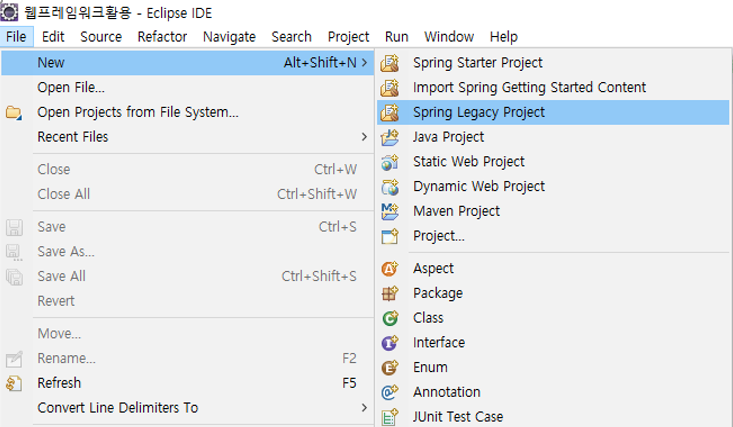 웹프레임워크활용 - Eclipse IDE
File Edit Source Refactor Navigate Search Project Run Window Help
New Alt+Shift+N >
Open File...
Open Projects from File System...
Recent Files >
Close Ctrl+W
Close All Ctrl+Shift+W
Save Ctrl+S
Save As...
Save All Ctrl+Shift+S
Revert
Move...
Rename... F2
Refresh F5
Convert Line Delimiters To >
Spring Starter Project
Import Spring Getting Started Content
Spring Legacy Project
Java Project
Static Web Project
Dynamic Web Project
Maven Project
Project...
Aspect
Package
Class
Interface
Enum
Annotation
JUnit Test Case